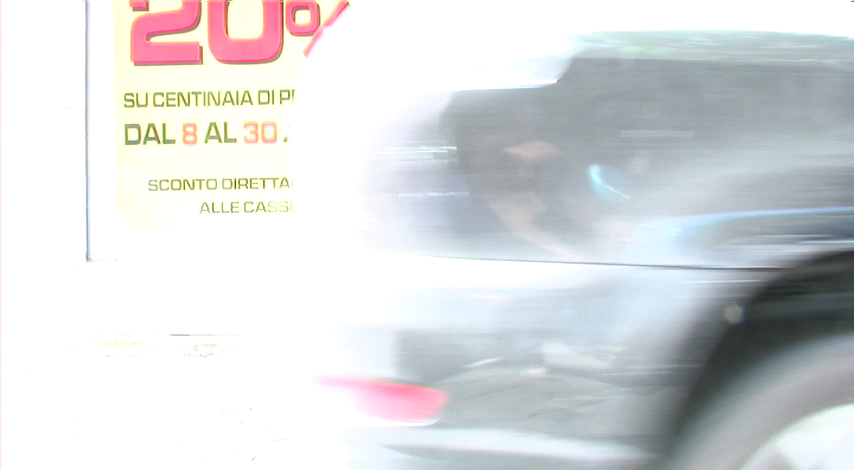 20%
SU CENTINAIA DI
DAL 8 AL 30
SCONTO DIRETTA
ALLE CASS